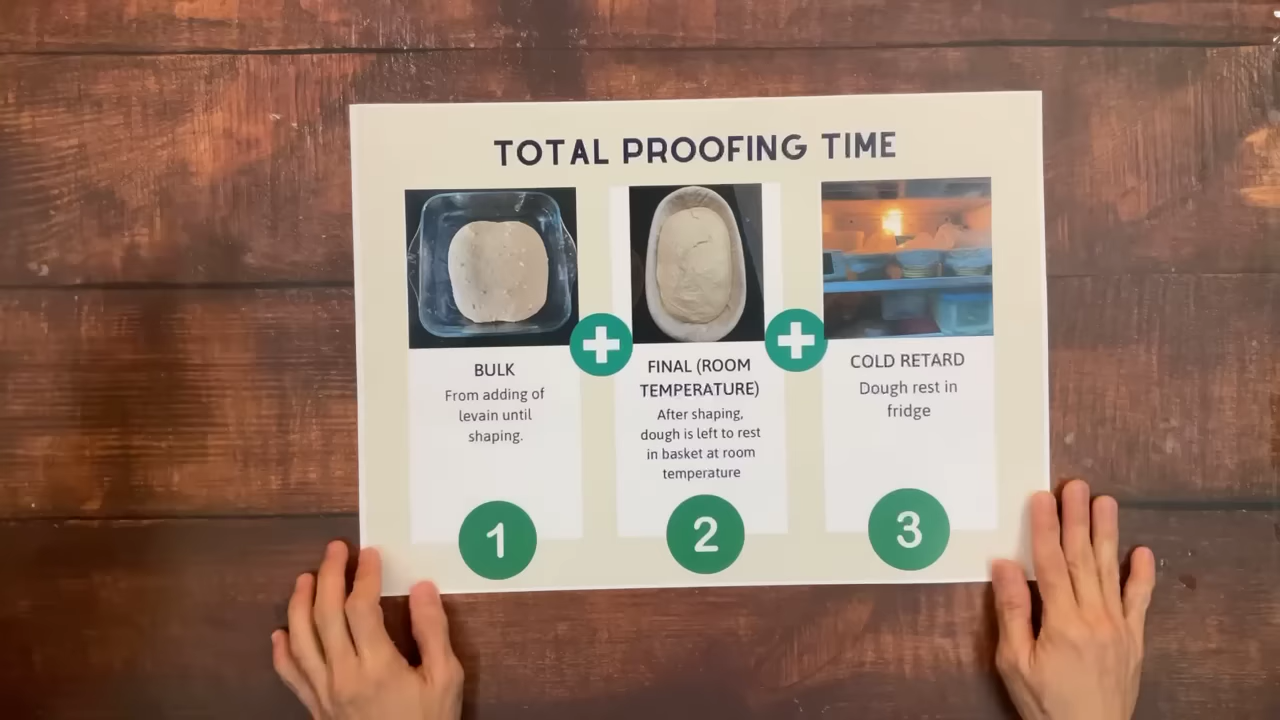 TOTAL PROOFING TIME
BULK
From adding of
levain until
shaping.
1
FINAL (ROOM
TEMPERATURE)
After shaping,
dough is left to rest
in basket at room
temperature
2
COLD RETARD
Dough rest in
fridge
3